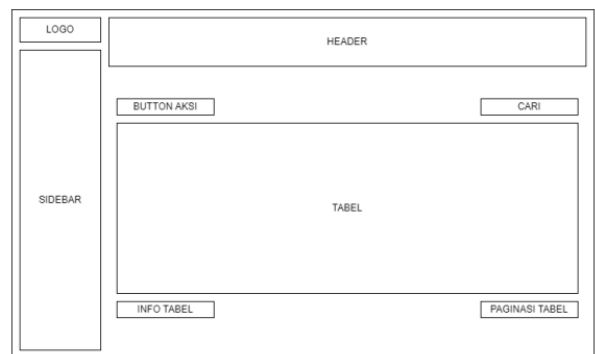 LOGO
HEADER
BUTTON AKSI
CARI
SIDEBAR
TABEL
INFO TABEL
PAGINASI TABEL